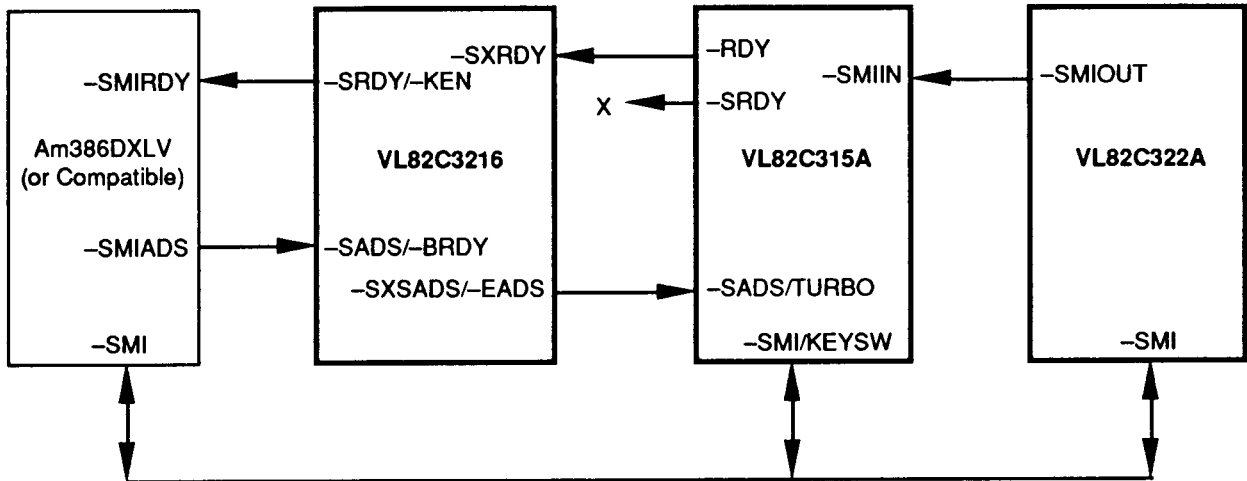 –SMIRDY
Am386DXLV
(or Compatible)
–SMIADS
–SMI
–SXRDY
–SRDY/–KEN
VL82C3216
–SADS/–BRDY
–SXSADS/–EADS
X
–RDY
–SMIIN
–SRDY
VL82C315A
–SADS/TURBO
–SMI/KEYSW
–SMIOUT
VL82C322A
–SMI